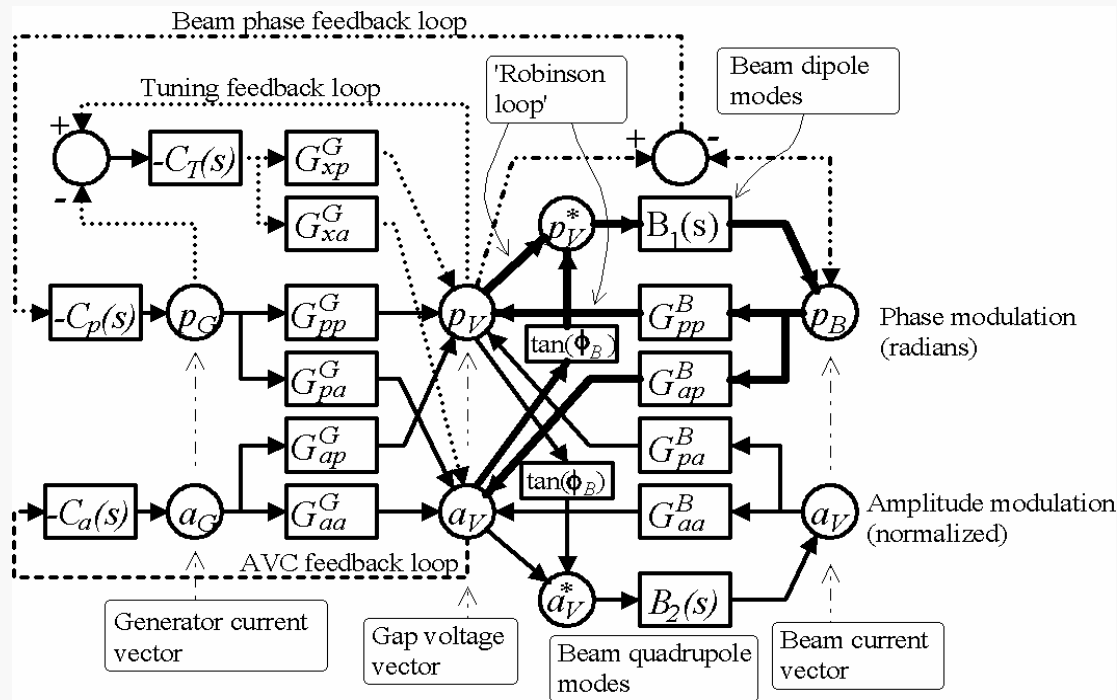 Beam phase feedback loop
Tuning feedback loop
'Robinson
loop'
Beam dipole
modes
+
-
+
-
-C_T(s)
G^G_xp
G^G_xa
p*_V
B_1(s)
-C_p(s)
p_G
G^G_pp
p_V
G^B_pp
p_B
Phase modulation
(radians)
tan(ϕ_B)
G^G_pa
G^B_ap
G^G_ap
G^B_pa
tan(ϕ_B)
-C_a(s)
a_G
G^G_aa
a_V
G^B_aa
a_V
Amplitude modulation
(normalized)
AVC feedback loop
a*_V
B_2(s)
Generator current
vector
Gap voltage
vector
Beam quadrupole
modes
Beam current
vector